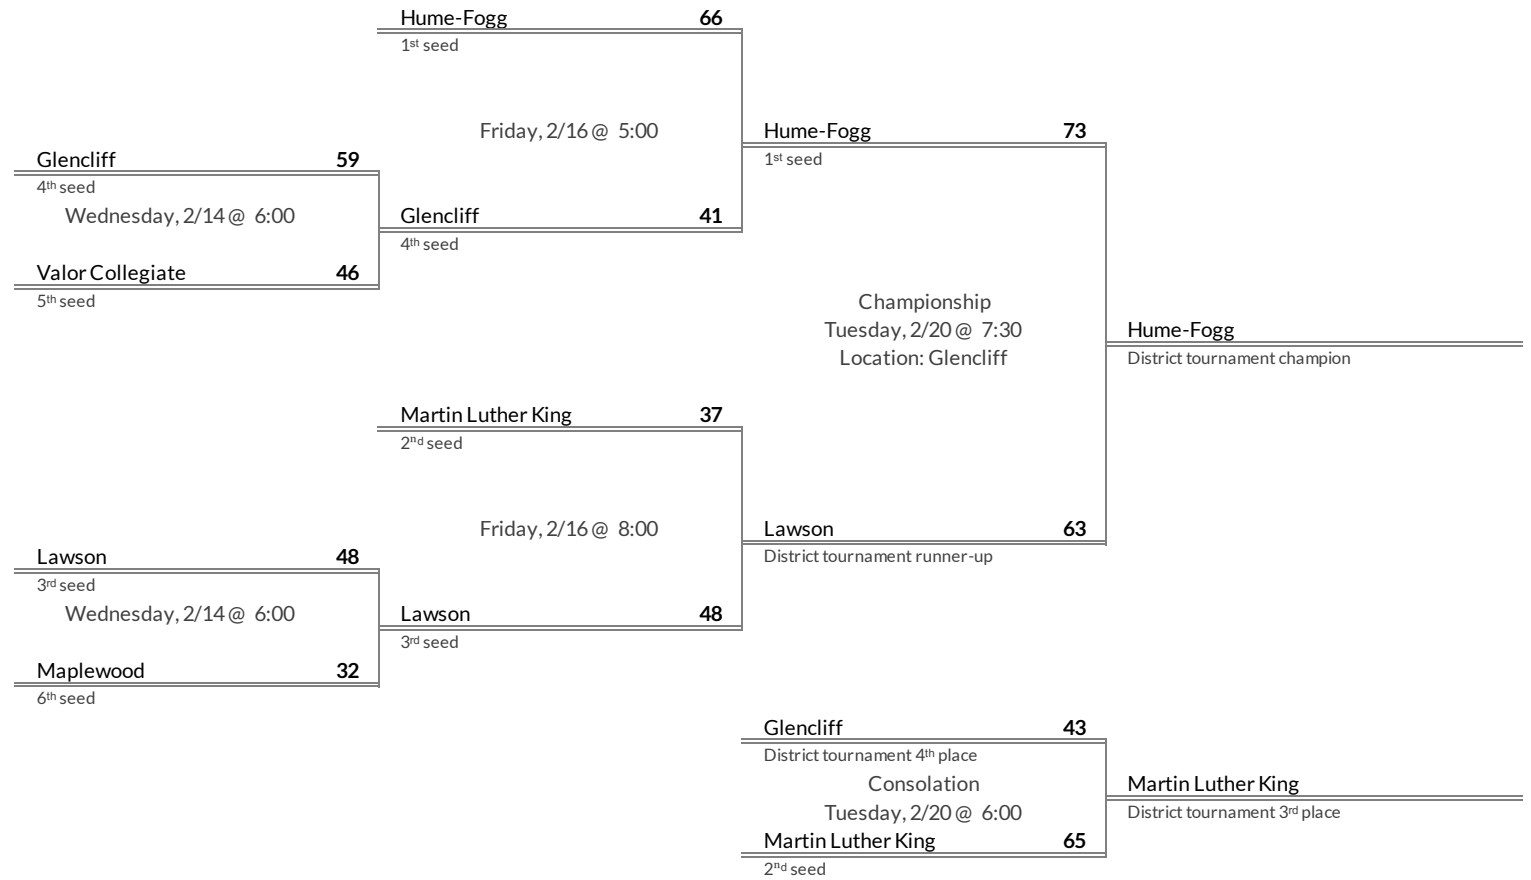 Hume-Fogg 66
1st seed
Friday, 2/16 @ 5:00
Hume-Fogg 73
1st seed
Glencliff 59
4th seed
Wednesday, 2/14 @ 6:00
Glencliff 41
4th seed
Valor Collegiate 46
5th seed
Championship
Tuesday, 2/20 @ 7:30
Location: Glencliff
Hume-Fogg
District tournament champion
Martin Luther King 37
2nd seed
Friday, 2/16 @ 8:00
Lawson 63
District tournament runner-up
Lawson 48
3rd seed
Wednesday, 2/14 @ 6:00
Lawson 48
3rd seed
Maplewood 32
6th seed
Glencliff 43
District tournament 4th place
Consolation
Tuesday, 2/20 @ 6:00
Martin Luther King
District tournament 3rd place
Martin Luther King 65
2nd seed